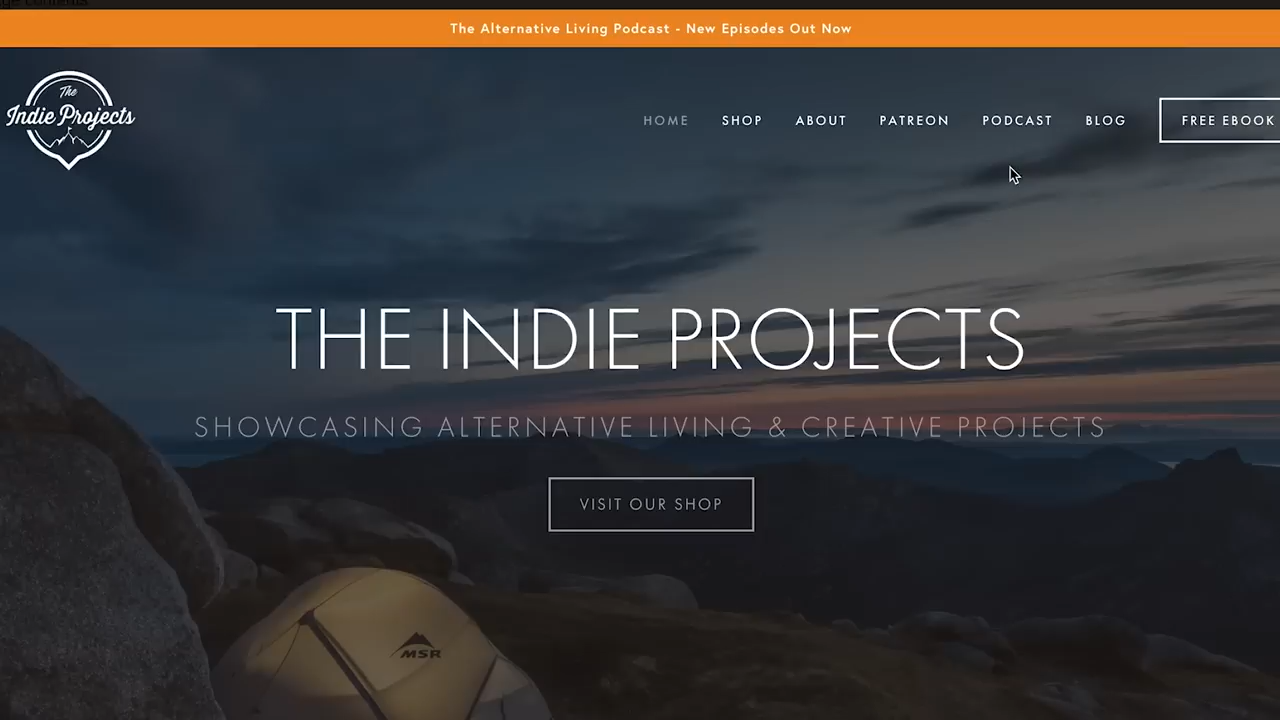 The Alternative Living Podcast - New Episodes Out Now
The
Indie Projects
HOME SHOP ABOUT PATREON PODCAST BLOG FREE EBOOK
THE INDIE PROJECTS
SHOWCASING ALTERNATIVE LIVING & CREATIVE PROJECTS
VISIT OUR SHOP
MSR